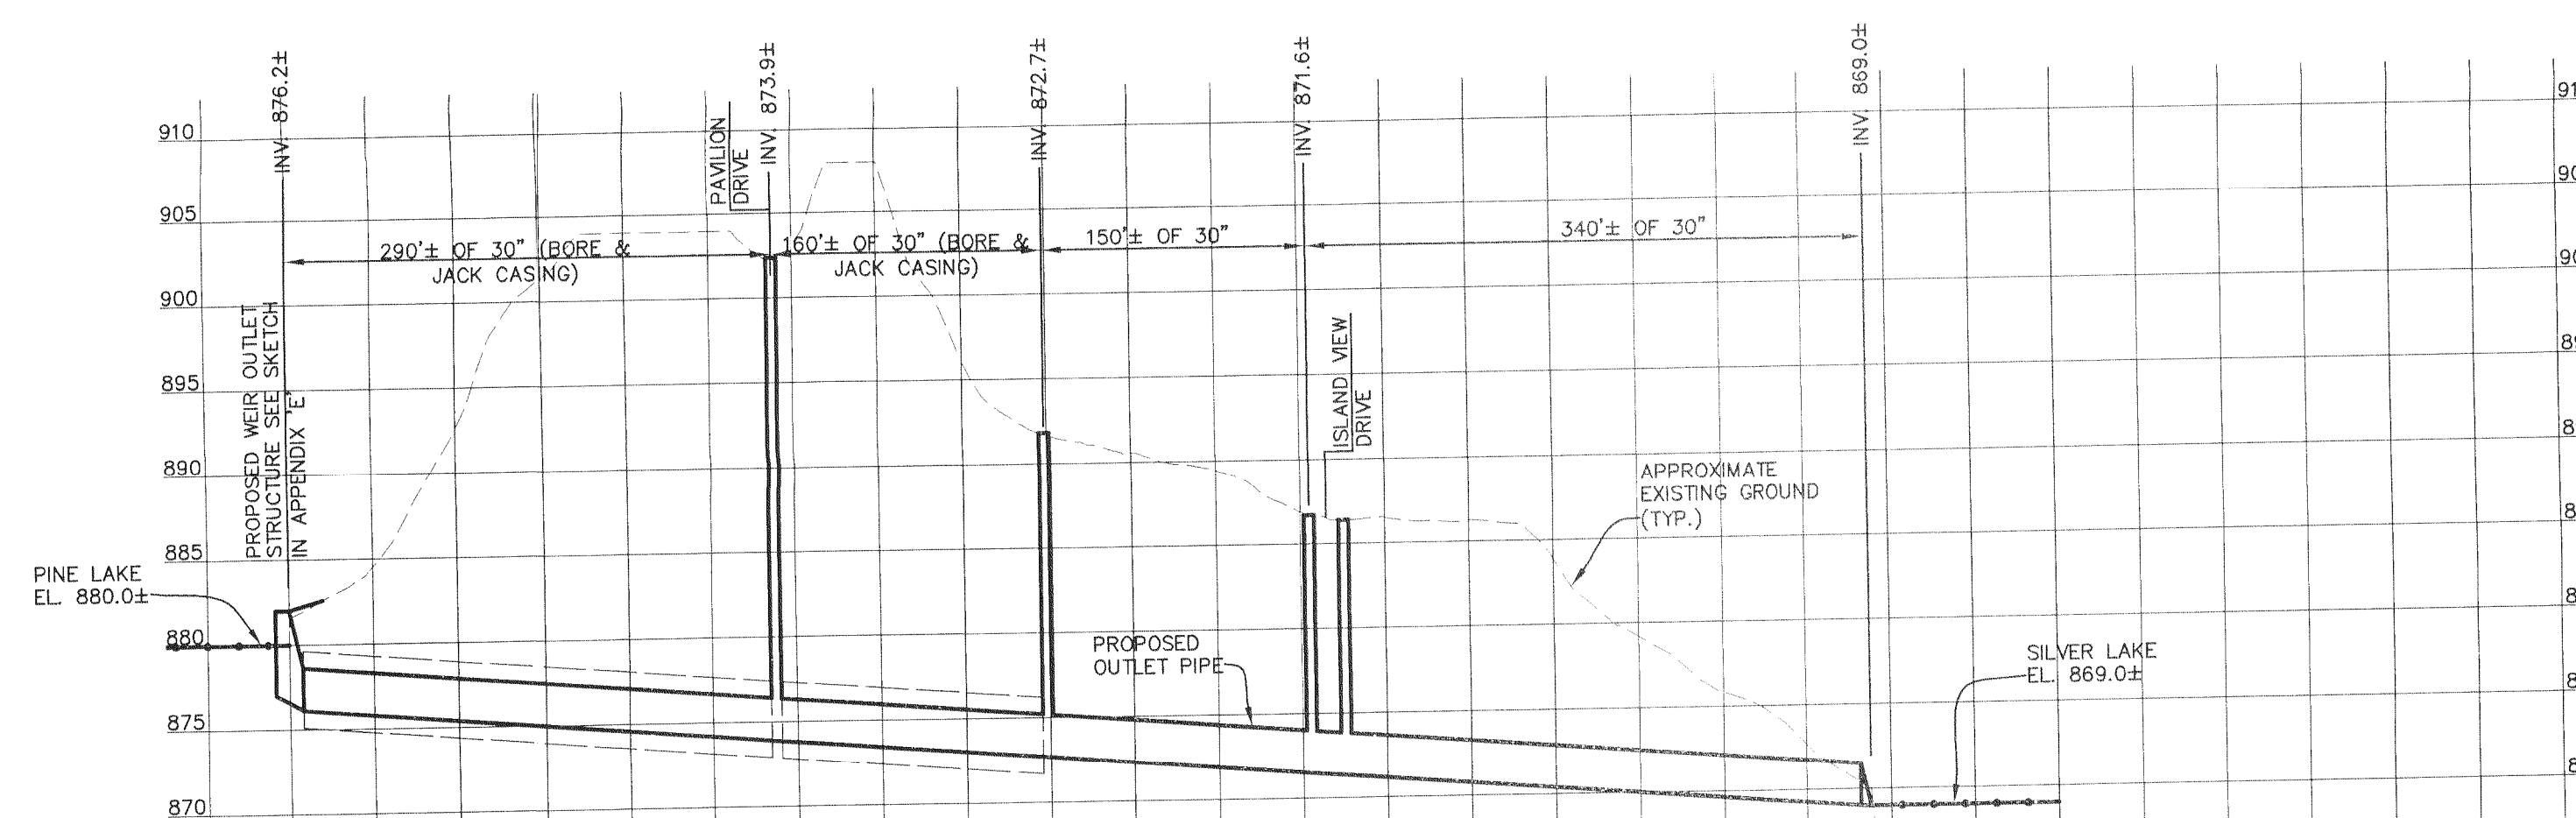 INV. 876.2±
INV. 873.9±
INV. 872.7±
INV. 871.6±
INV. 869.0±
PAVILION
DRIVE
910
905
900
895
890
885
880
875
870
290'± OF 30" (BORE &
JACK CASING)
160'± OF 30" (BORE &
JACK CASING)
150'± OF 30"
340'± OF 30"
PROPOSED WEIR OUTLET
STRUCTURE SEE SKETCH
IN APPENDIX 'E'
ISLAND VIEW
DRIVE
APPROXIMATE
EXISTING GROUND
(TYP.)
PINE LAKE
EL. 880.0±
PROPOSED
OUTLET PIPE
SILVER LAKE
EL. 869.0±